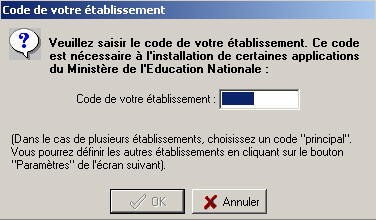 Code de votre établissement
Veuillez saisir le code de votre établissement. Ce code
est nécessaire à l'installation de certaines applications
du Ministère de l'Education Nationale :
Code de votre établissement :
(Dans le cas de plusieurs établissements, choisissez un code "principal".
Vous pourrez définir les autres établissements en cliquant sur le bouton
"Paramètres" de l'écran suivant).
OK
Annuler